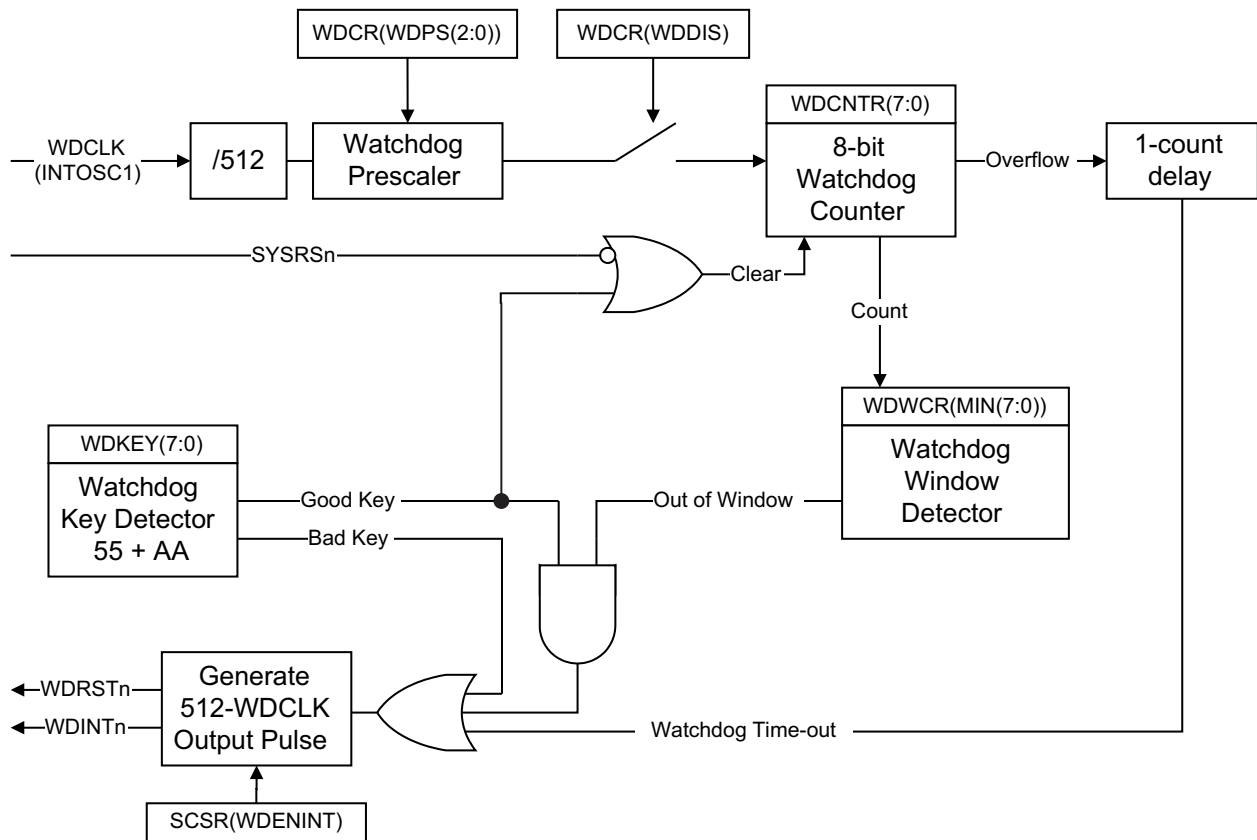 WDCR(WDPS(2:0))
WDCR(WDDIS)
WDCNTR(7:0)
WDCLK
(INTOSC1)
/512
Watchdog
Prescaler
8-bit
Watchdog
Counter
Overflow
1-count
delay
SYSRSn
Clear
Count
WDWCR(MIN(7:0))
Watchdog
Window
Detector
WDKEY(7:0)
Watchdog
Key Detector
55 + AA
Good Key
Bad Key
Out of Window
WDRSTn
WDINTn
Generate
512-WDCLK
Output Pulse
Watchdog Time-out
SCSR(WDENINT)